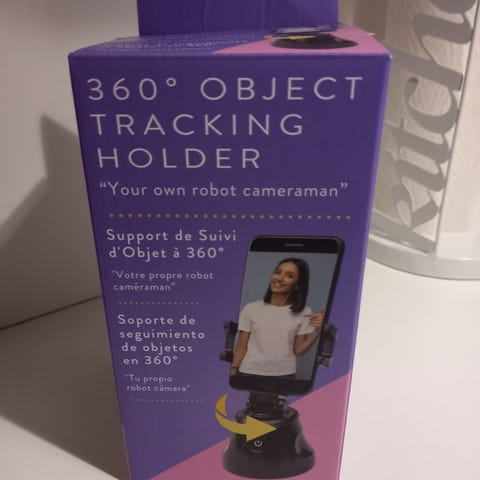 360° OBJECT
TRACKING
HOLDER
"Your own robot cameraman"
Support de Suivi
d'Objet à 360°
"Votre propre robot
caméraman"
Soporte de
seguimiento
de objetos
en 360°
"Tu propio
robot cámara"
kitche